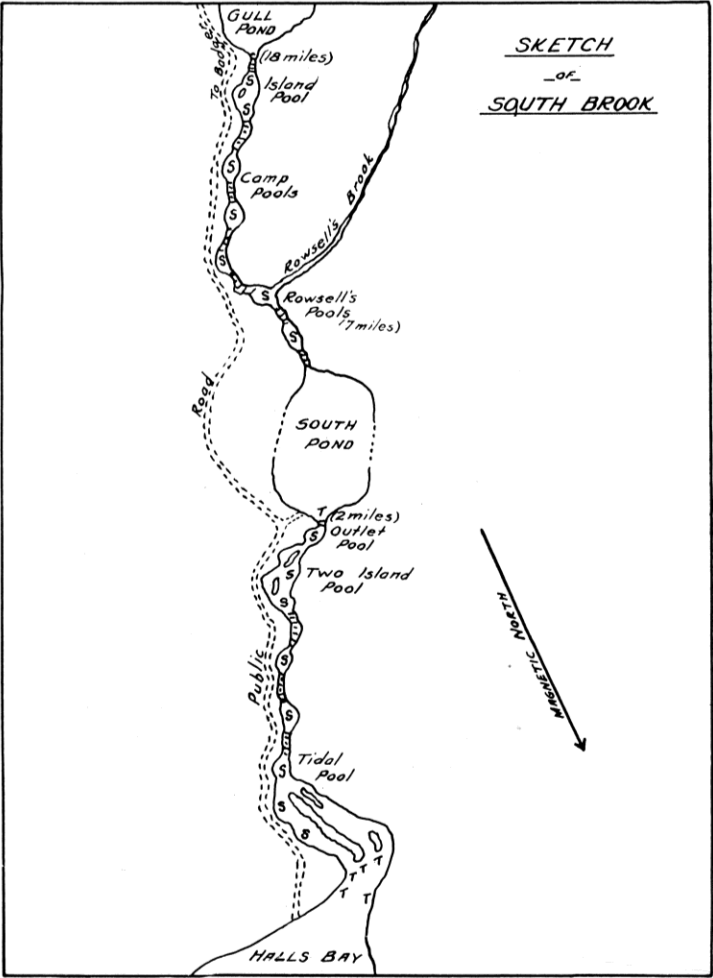 GULL
POND
SKETCH
OF
SOUTH BROOK
(18 miles)
To Badger
Island
Pool
S
S
S
Camp
Pools
S
Rowsell's Brook
S
S
Rowsell's
Pools
(7 miles)
S
Road
SOUTH
POND
T
(2 miles)
S
Outlet
Pool
S
Two Island
Pool
S
MAGNETIC NORTH
S
Public
S
Tidal
Pool
S
S
S
T
T
T
T
T
T
HALLS BAY